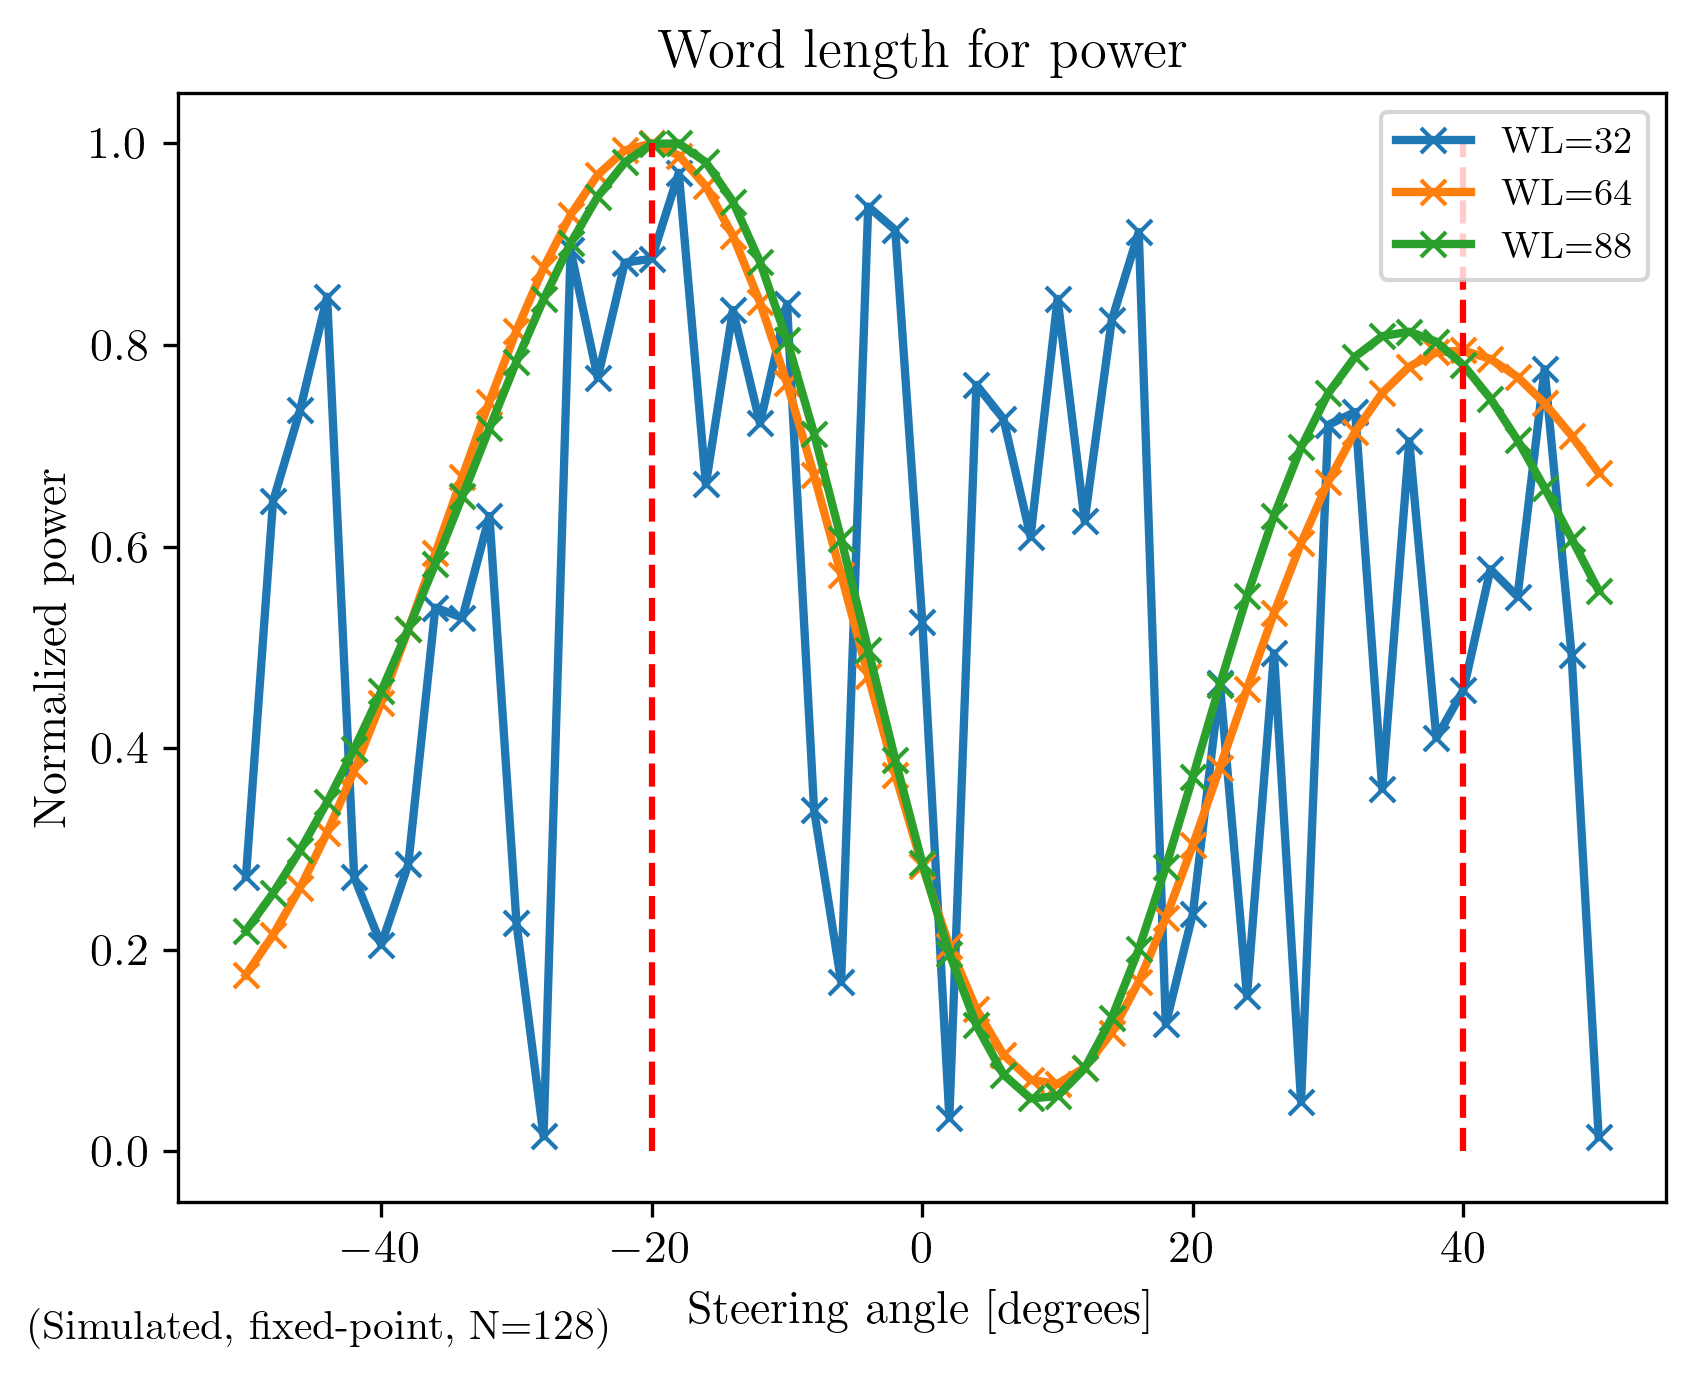 Word length for power
WL=32
WL=64
WL=88
Normalized power
1.0
0.8
0.6
0.4
0.2
0.0
−40
−20
0
20
40
Steering angle [degrees]
(Simulated, fixed-point, N=128)